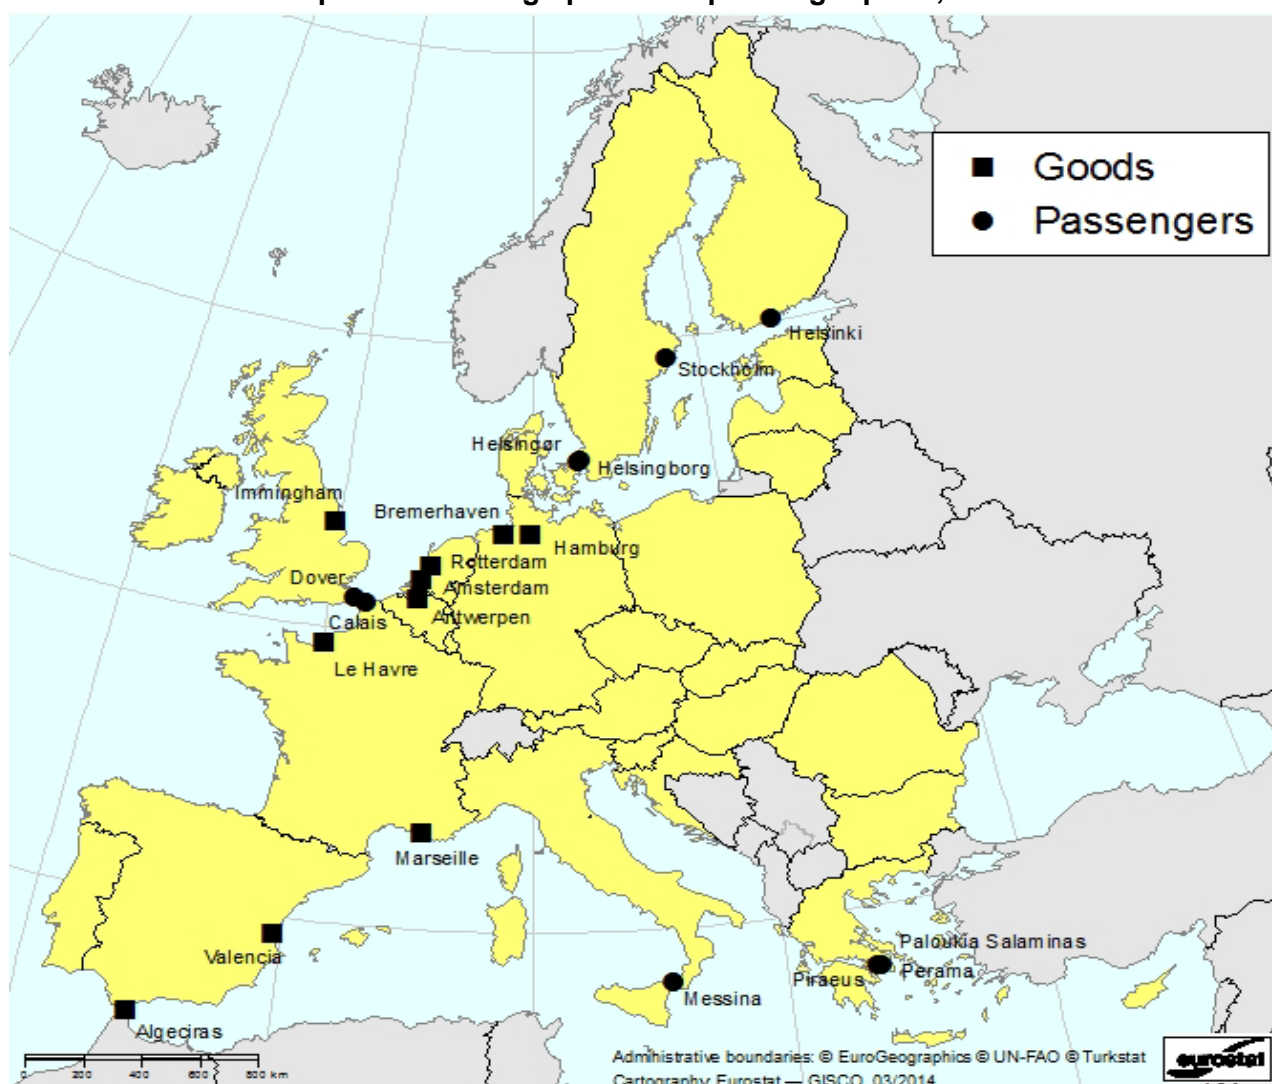 Goods
Passengers
Helsinki
Stockholm
Helsingør
Helsingborg
Immingham
Bremerhaven
Hamburg
Rotterdam
Dover
Amsterdam
Antwerpen
Calais
Le Havre
Marseille
Valencia
Paloukia Salaminas
Piraeus
Perama
Messina
Algeciras
0 200 400 600 800 km
Administrative boundaries: © EuroGeographics © UN-FAO © Turkstat
Cartography: Eurostat — GISCO, 03/2014
eurostat